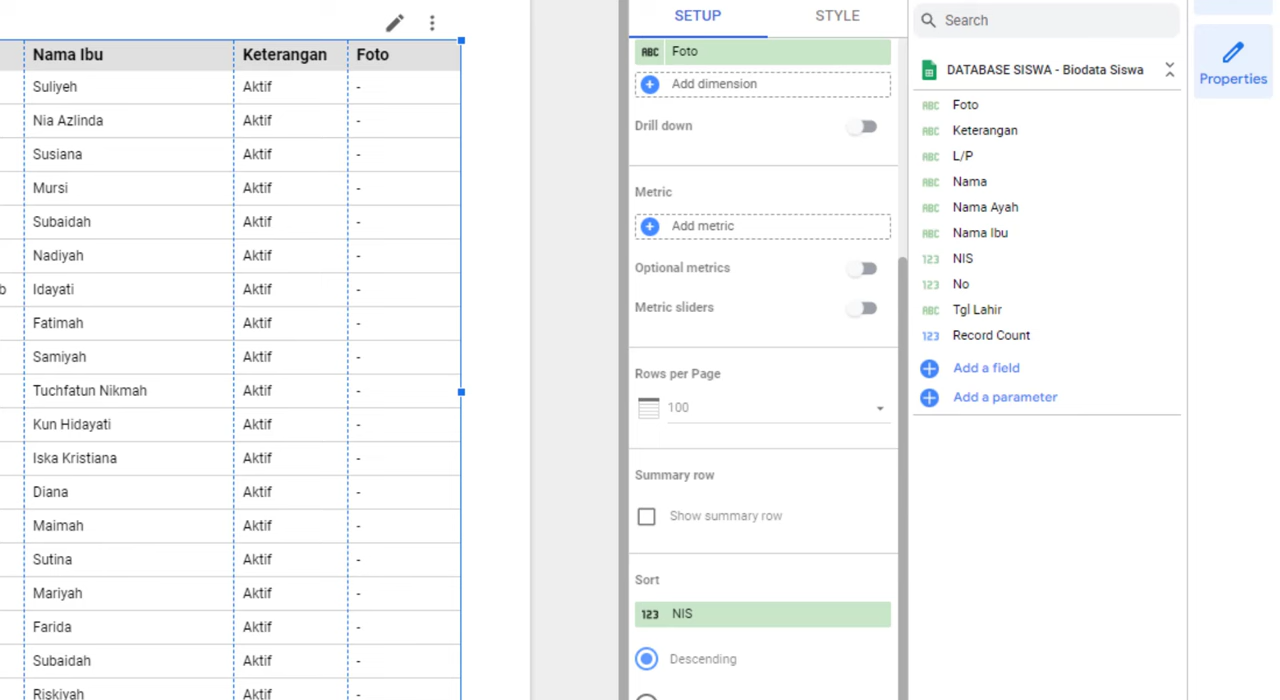 Nama Ibu Keterangan Foto
Suliyeh Aktif -
Nia Azlinda Aktif -
Susiana Aktif -
Mursi Aktif -
Subaidah Aktif -
Nadiyah Aktif -
b Idayati Aktif -
Fatimah Aktif -
Samiyah Aktif -
Tuchfatun Nikmah Aktif -
Kun Hidayati Aktif -
Iska Kristiana Aktif -
Diana Aktif -
Maimah Aktif -
Sutina Aktif -
Mariyah Aktif -
Farida Aktif -
Subaidah Aktif -
Riskiyah Aktif -
SETUP STYLE
ABC Foto
Add dimension
Drill down
Metric
Add metric
Optional metrics
Metric sliders
Rows per Page
100
Summary row
Show summary row
Sort
123 NIS
Descending
Search
DATABASE SISWA - Biodata Siswa
ABC Foto
ABC Keterangan
ABC L/P
ABC Nama
ABC Nama Ayah
ABC Nama Ibu
123 NIS
123 No
ABC Tgl Lahir
123 Record Count
Add a field
Add a parameter
Properties